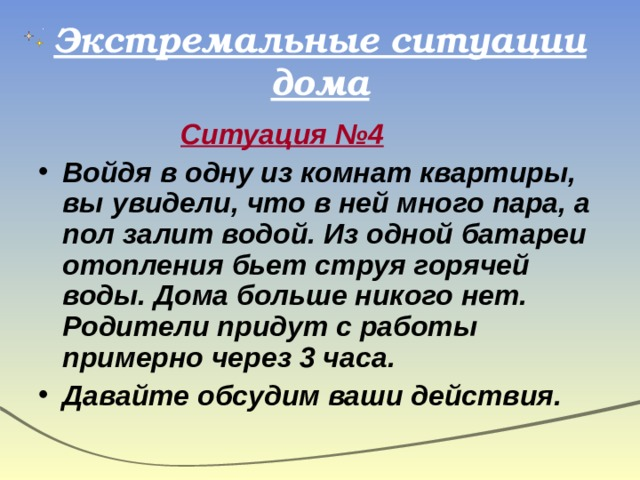 Экстремальные ситуации
дома
Ситуация №4
• Войдя в одну из комнат квартиры,
вы увидели, что в ней много пара, а
пол залит водой. Из одной батареи
отопления бьет струя горячей
воды. Дома больше никого нет.
Родители придут с работы
примерно через 3 часа.
• Давайте обсудим ваши действия.